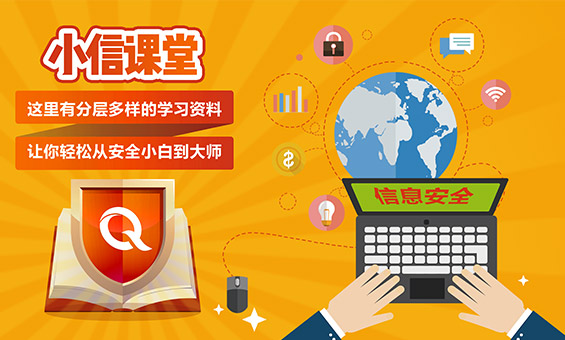 小信课堂
这里有分层多样的学习资料
让你轻松从安全小白到大师
信息安全